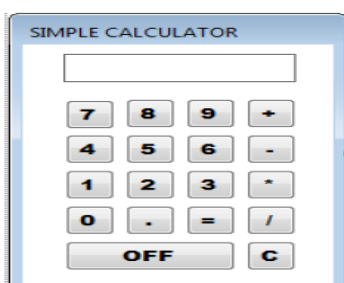 SIMPLE CALCULATOR
7 8 9 +
4 5 6 -
1 2 3 *
0 . = /
OFF C